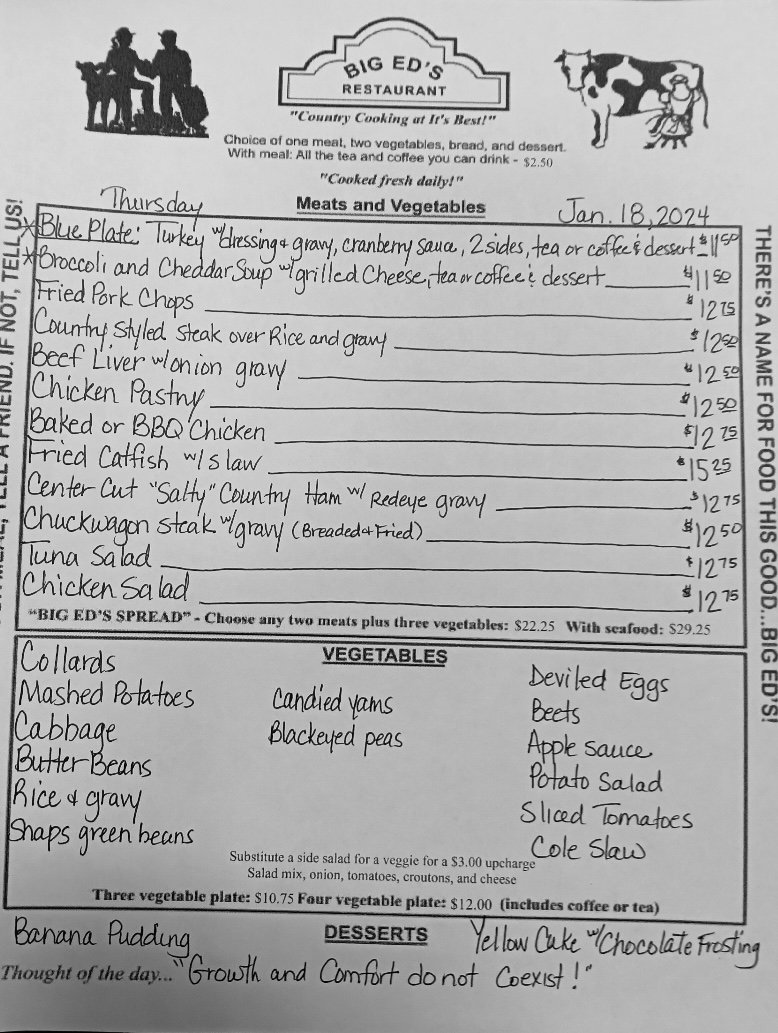 BIG ED'S
RESTAURANT
"Country Cooking at It's Best!"
Choice of one meat, two vegetables, bread, and dessert.
With meal: All the tea and coffee you can drink - $2.50
"Cooked fresh daily!"
Thursday
Meats and Vegetables
Jan. 18, 2024
*Blue Plate: Turkey w/dressing & gravy, cranberry sauce, 2 sides, tea or coffee & dessert $11.50
*Broccoli and Cheddar Soup w/grilled Cheese, tea or coffee & dessert $11.50
Fried Pork Chops $12.75
Country Styled Steak over Rice and gravy $12.50
Beef Liver w/onion gravy $12.50
Chicken Pastry $12.50
Baked or BBQ Chicken $12.75
Fried Catfish w/slaw $15.25
Center Cut "Salty" Country Ham w/ Redeye gravy $12.75
Chuckwagon Steak w/gravy (Breaded & Fried) $12.50
Tuna Salad $12.75
Chicken Salad $12.75
"BIG ED'S SPREAD" - Choose any two meats plus three vegetables: $22.25 With seafood: $29.25
VEGETABLES
Collards
Mashed Potatoes
Cabbage
Butter Beans
Rice & gravy
Snaps green beans
Candied yams
Blackeyed peas
Deviled Eggs
Beets
Apple Sauce
Potato Salad
Sliced Tomatoes
Cole Slaw
Substitute a side salad for a veggie for a $3.00 upcharge
Salad mix, onion, tomatoes, croutons, and cheese
Three vegetable plate: $10.75 Four vegetable plate: $12.00 (includes coffee or tea)
DESSERTS
Banana Pudding
Yellow Cake w/Chocolate Frosting
Thought of the day... "Growth and Comfort do not Coexist!"
TELL A FRIEND. IF NOT, TELL US!
THERE'S A NAME FOR FOOD THIS GOOD...BIG ED'S!